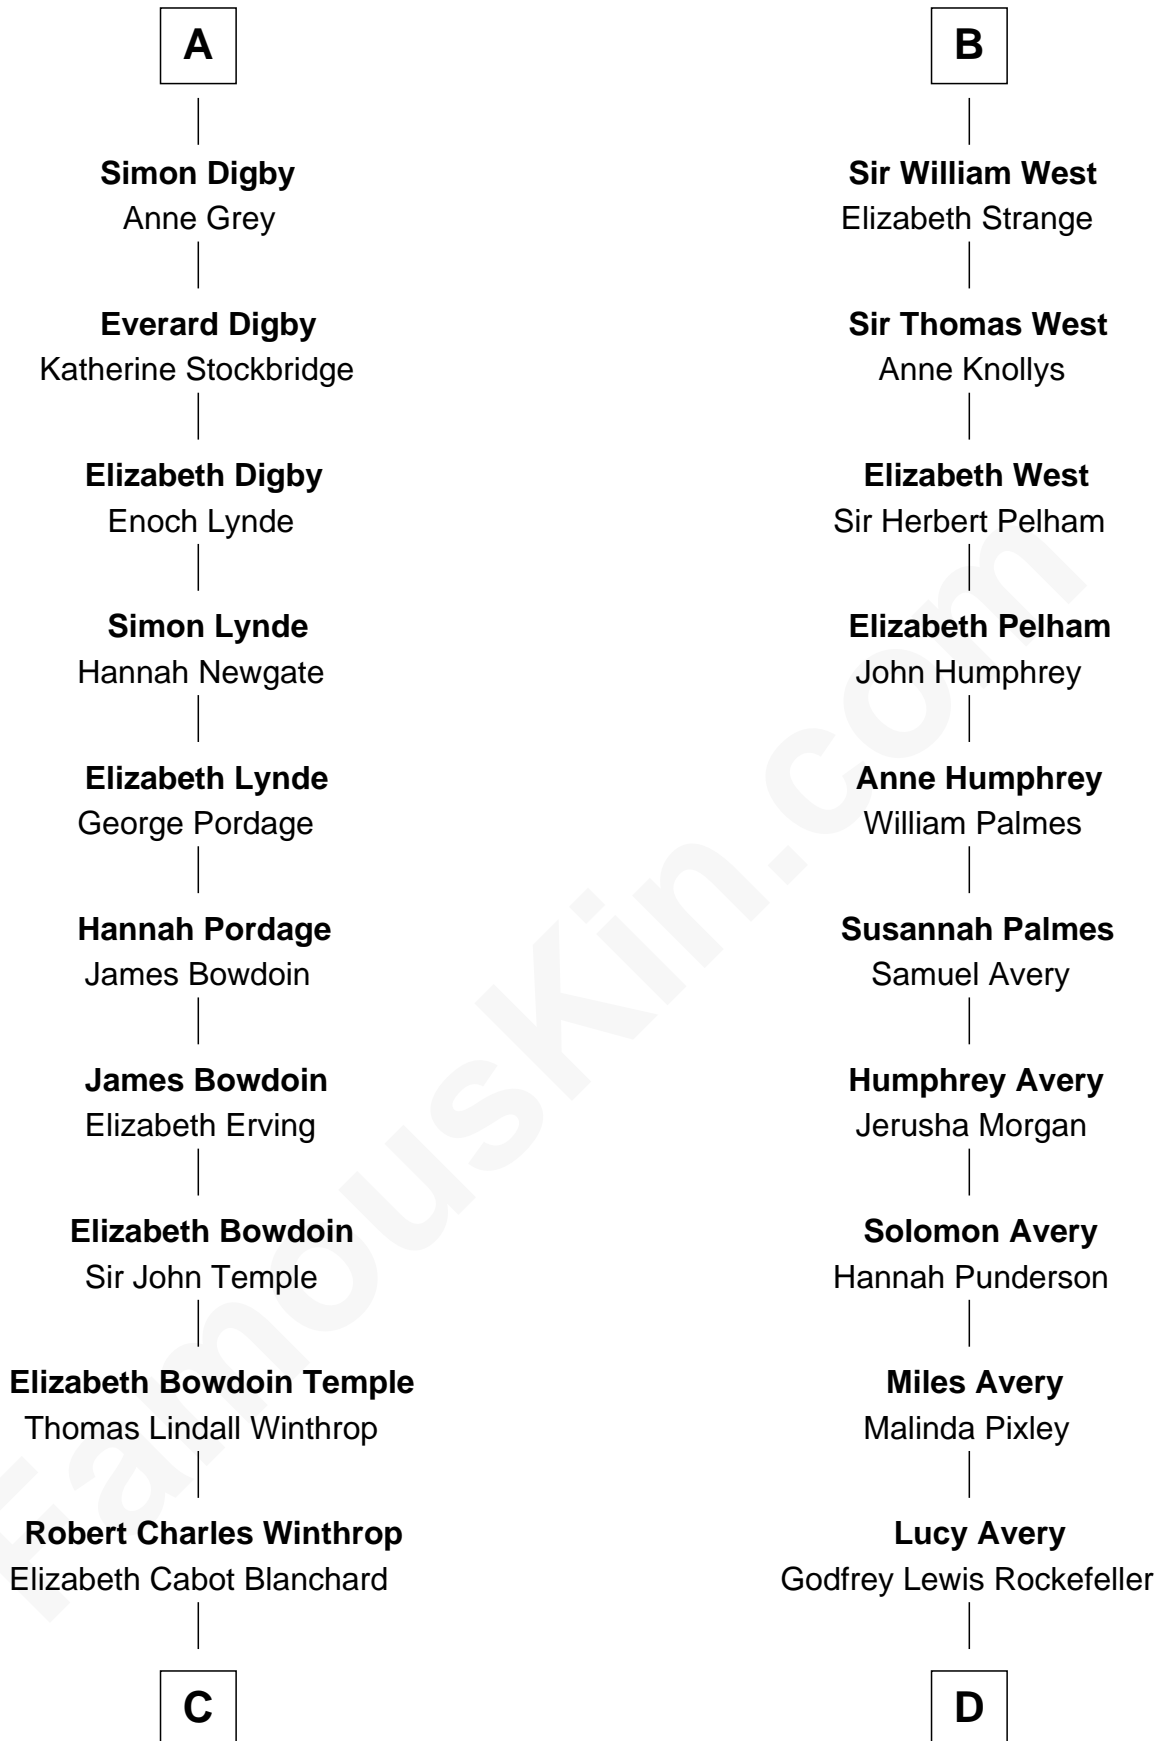 A
Simon Digby
Anne Grey
Everard Digby
Katherine Stockbridge
Elizabeth Digby
Enoch Lynde
Simon Lynde
Hannah Newgate
Elizabeth Lynde
George Pordage
Hannah Pordage
James Bowdoin
James Bowdoin
Elizabeth Erving
Elizabeth Bowdoin
Sir John Temple
Elizabeth Bowdoin Temple
Thomas Lindall Winthrop
Robert Charles Winthrop
Elizabeth Cabot Blanchard
C
B
Sir William West
Elizabeth Strange
Sir Thomas West
Anne Knollys
Elizabeth West
Sir Herbert Pelham
Elizabeth Pelham
John Humphrey
Anne Humphrey
William Palmes
Susannah Palmes
Samuel Avery
Humphrey Avery
Jerusha Morgan
Solomon Avery
Hannah Punderson
Miles Avery
Malinda Pixley
Lucy Avery
Godfrey Lewis Rockefeller
D
FamousKin.com